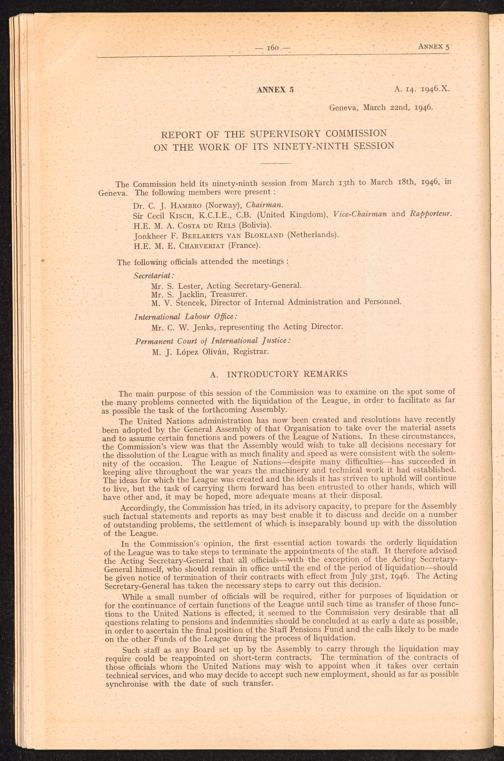 — 160 —
ANNEX 5
ANNEX 5
A. 14. 1946.X.
Geneva, March 22nd, 1946.
REPORT OF THE SUPERVISORY COMMISSION
ON THE WORK OF ITS NINETY-NINTH SESSION
The Commission held its ninety-ninth session from March 13th to March 18th, 1946, in
Geneva. The following members were present :
Dr. C. J. HAMBRO (Norway), Chairman.
Sir Cecil KISCH, K.C.I.E., C.B. (United Kingdom), Vice-Chairman and Rapporteur.
H.E. M. A. COSTA DU RELS (Bolivia).
Jonkheer F. BEELAERTS VAN BLOKLAND (Netherlands).
H.E. M. E. CHARVERIAT (France).
The following officials attended the meetings :
Secretariat :
Mr. S. Lester, Acting Secretary-General.
Mr. S. Jacklin, Treasurer.
M. V. Stencek, Director of Internal Administration and Personnel.
International Labour Office :
Mr. C. W. Jenks, representing the Acting Director.
Permanent Court of International Justice :
M. J. López Oliván, Registrar.
A. INTRODUCTORY REMARKS
The main purpose of this session of the Commission was to examine on the spot some of
the many problems connected with the liquidation of the League, in order to facilitate as far
as possible the task of the forthcoming Assembly.
The United Nations administration has now been created and resolutions have recently
been adopted by the General Assembly of that Organisation to take over the material assets
and to assume certain functions and powers of the League of Nations. In these circumstances,
the Commission's view was that the Assembly would wish to take all decisions necessary for
the dissolution of the League with as much finality and speed as were consistent with the solem-
nity of the occasion. The League of Nations—despite many difficulties—has succeeded in
keeping alive throughout the war years the machinery and technical work it had established.
The ideas for which the League was created and the ideals it has striven to uphold will continue
to live, but the task of carrying them forward has been entrusted to other hands, which will
have other and, it may be hoped, more adequate means at their disposal.
Accordingly, the Commission has tried, in its advisory capacity, to prepare for the Assembly
such factual statements and reports as may best enable it to discuss and decide on a number
of outstanding problems, the settlement of which is inseparably bound up with the dissolution
of the League.
In the Commission's opinion, the first essential action towards the orderly liquidation
of the League was to take steps to terminate the appointments of the staff. It therefore advised
the Acting Secretary-General that all officials—with the exception of the Acting Secretary-
General himself, who should remain in office until the end of the period of liquidation—should
be given notice of termination of their contracts with effect from July 31st, 1946. The Acting
Secretary-General has taken the necessary steps to carry out this decision.
While a small number of officials will be required, either for purposes of liquidation or
for the continuance of certain functions of the League until such time as transfer of those func-
tions to the United Nations is effected, it seemed to the Commission very desirable that all
questions relating to pensions and indemnities should be concluded at as early a date as possible,
in order to ascertain the final position of the Staff Pensions Fund and the calls likely to be made
on the other Funds of the League during the process of liquidation.
Such staff as any Board set up by the Assembly to carry through the liquidation may
require could be reappointed on short-term contracts. The termination of the contracts of
those officials whom the United Nations may wish to appoint when it takes over certain
technical services, and who may decide to accept such new employment, should as far as possible
synchronise with the date of such transfer.